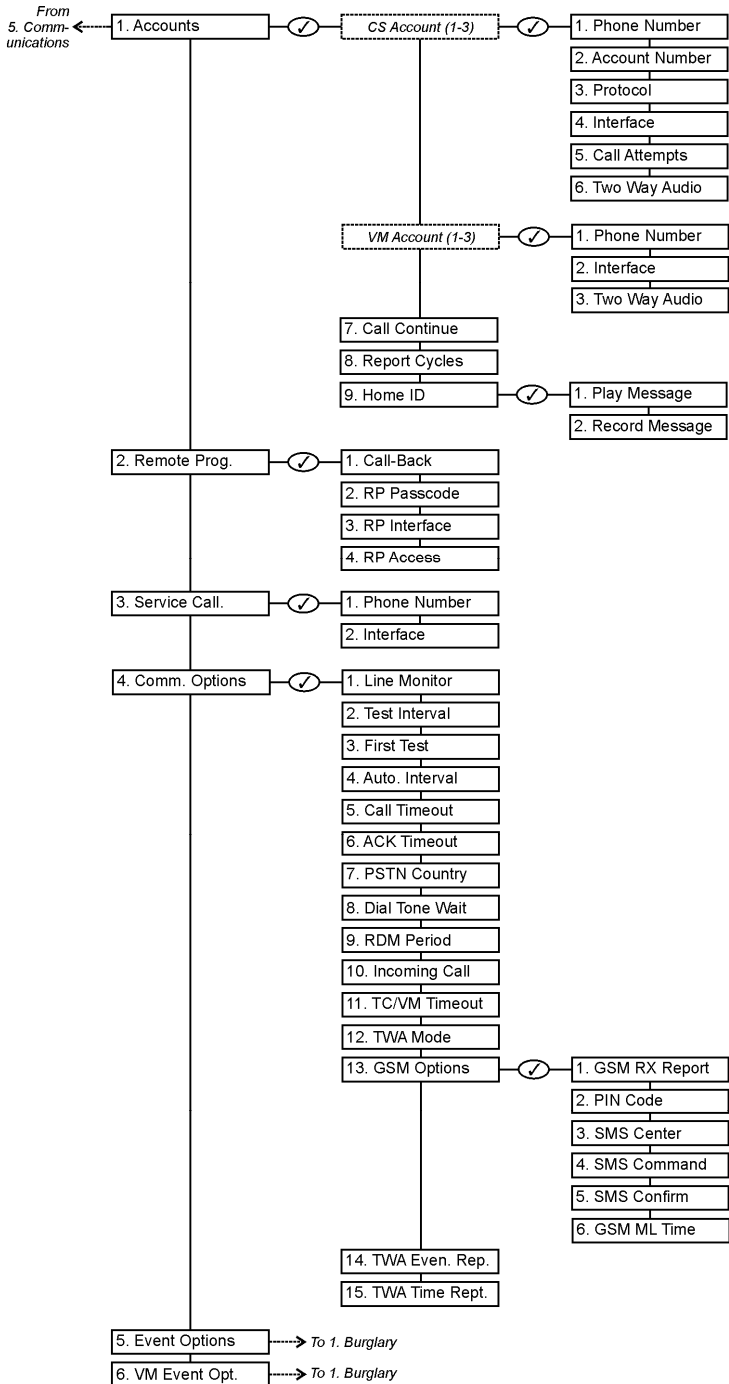 From
5. Comm-
unications
1. Accounts
CS Account (1-3)
1. Phone Number
2. Account Number
3. Protocol
4. Interface
5. Call Attempts
6. Two Way Audio
VM Account (1-3)
1. Phone Number
2. Interface
3. Two Way Audio
7. Call Continue
8. Report Cycles
9. Home ID
1. Play Message
2. Record Message
2. Remote Prog.
1. Call-Back
2. RP Passcode
3. RP Interface
4. RP Access
3. Service Call.
1. Phone Number
2. Interface
4. Comm. Options
1. Line Monitor
2. Test Interval
3. First Test
4. Auto. Interval
5. Call Timeout
6. ACK Timeout
7. PSTN Country
8. Dial Tone Wait
9. RDM Period
10. Incoming Call
11. TC/VM Timeout
12. TWA Mode
13. GSM Options
1. GSM RX Report
2. PIN Code
3. SMS Center
4. SMS Command
5. SMS Confirm
6. GSM ML Time
14. TWA Even. Rep.
15. TWA Time Rept.
5. Event Options
To 1. Burglary
6. VM Event Opt.
To 1. Burglary